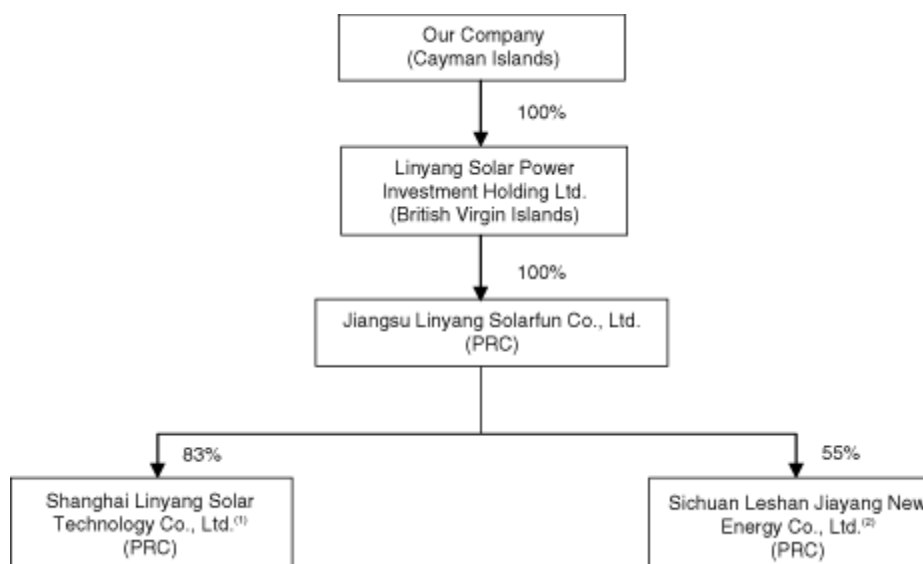 Our Company
(Cayman Islands)
100%
Linyang Solar Power
Investment Holding Ltd.
(British Virgin Islands)
100%
Jiangsu Linyang Solarfun Co., Ltd.
(PRC)
83%
55%
Shanghai Linyang Solar
Technology Co., Ltd.(1)
(PRC)
Sichuan Leshan Jiayang New
Energy Co., Ltd.(2)
(PRC)